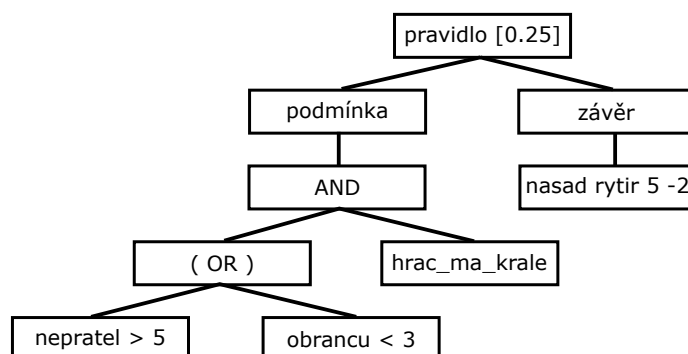 pravidlo [0.25]
podmínka
závěr
AND
nasad rytir 5 -2
( OR )
hrac_ma_krale
nepratel > 5
obrancu < 3